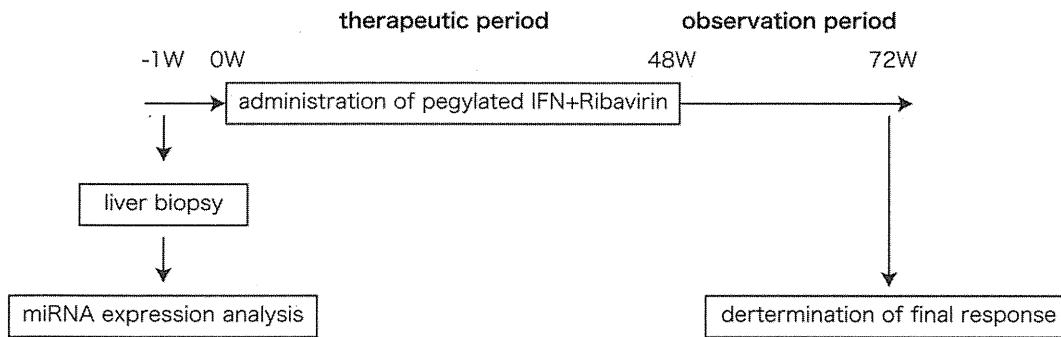 therapeutic period
observation period
-1W
0W
48W
72W
administration of pegylated IFN+Ribavirin
liver biopsy
miRNA expression analysis
dertermination of final response